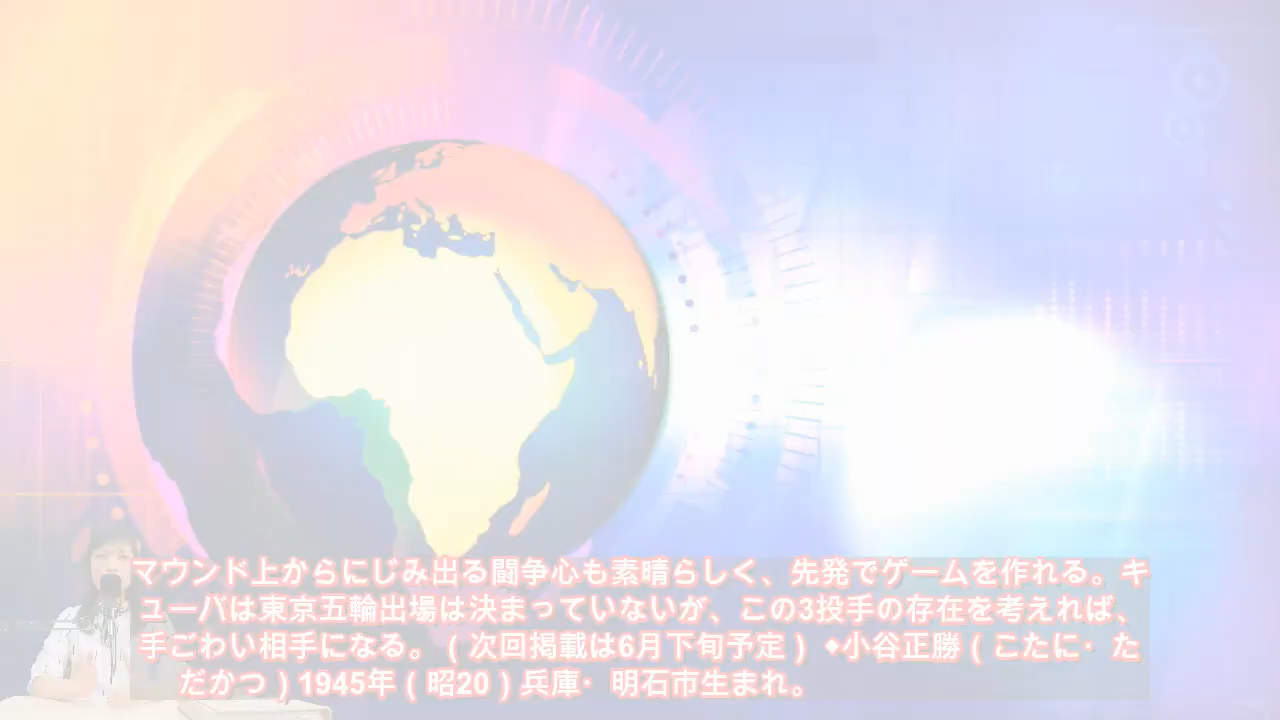 マウンド上からにじみ出る闘争心も素晴らしく、先発でゲームを作れる。キ
ューバは東京五輪出場は決まっていないが、この3投手の存在を考えれば、
手ごわい相手になる。（次回掲載は6月下旬予定）◆小谷正勝（こたに・た
だかつ）1945年（昭20）兵庫・明石市生まれ。